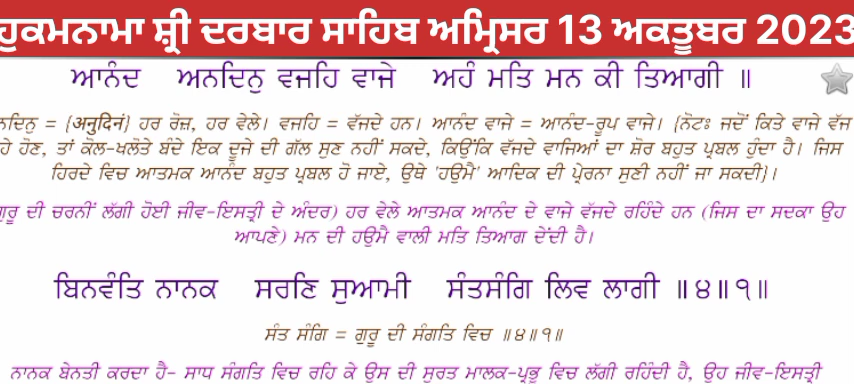 ਹੁਕਮਨਾਮਾ ਸ਼੍ਰੀ ਦਰਬਾਰ ਸਾਹਿਬ ਅਮ੍ਰਿਸਰ 13 ਅਕਤੂਬਰ 2023
ਆਨੰਦ ਅਨਦਿਨੁ ਵਜਹਿ ਵਾਜੇ ਅਹੰ ਮਤਿ ਮਨ ਕੀ ਤਿਆਗੀ ॥
ਨਦਿਨੁ = {अनुदिनं} ਹਰ ਰੋਜ਼, ਹਰ ਵੇਲੇ। ਵਜਹਿ = ਵੱਜਦੇ ਹਨ। ਆਨੰਦ ਵਾਜੇ = ਆਨੰਦ-ਰੂਪ ਵਾਜੇ। {ਨੋਟਃ ਜਦੋਂ ਕਿਤੇ ਵਾਜੇ ਵੱਜ
ਹੇ ਹੋਣ, ਤਾਂ ਕੋਲ-ਖਲੋਤੇ ਬੰਦੇ ਇਕ ਦੂਜੇ ਦੀ ਗੱਲ ਸੁਣ ਨਹੀਂ ਸਕਦੇ, ਕਿਉਂਕਿ ਵੱਜਦੇ ਵਾਜਿਆਂ ਦਾ ਸ਼ੋਰ ਬਹੁਤ ਪ੍ਰਬਲ ਹੁੰਦਾ ਹੈ। ਜਿਸ
ਹਿਰਦੇ ਵਿਚ ਆਤਮਕ ਆਨੰਦ ਬਹੁਤ ਪ੍ਰਬਲ ਹੋ ਜਾਏ, ਉਥੇ 'ਹਉਮੈ' ਆਦਿਕ ਦੀ ਪ੍ਰੇਰਨਾ ਸੁਣੀ ਨਹੀਂ ਜਾ ਸਕਦੀ}।
ਗੁਰੂ ਦੀ ਚਰਨੀਂ ਲੱਗੀ ਹੋਈ ਜੀਵ-ਇਸਤ੍ਰੀ ਦੇ ਅੰਦਰ) ਹਰ ਵੇਲੇ ਆਤਮਕ ਆਨੰਦ ਦੇ ਵਾਜੇ ਵੱਜਦੇ ਰਹਿੰਦੇ ਹਨ (ਜਿਸ ਦਾ ਸਦਕਾ ਉਹ
ਆਪਣੇ) ਮਨ ਦੀ ਹਉਮੈ ਵਾਲੀ ਮਤਿ ਤਿਆਗ ਦੇਂਦੀ ਹੈ।
ਬਿਨਵੰਤਿ ਨਾਨਕ ਸਰਣਿ ਸੁਆਮੀ ਸੰਤਸੰਗਿ ਲਿਵ ਲਾਗੀ ॥੪॥੧॥
ਸੰਤ ਸੰਗਿ = ਗੁਰੂ ਦੀ ਸੰਗਤਿ ਵਿਚ ॥੪॥੧॥
ਨਾਨਕ ਬੇਨਤੀ ਕਰਦਾ ਹੈ- ਸਾਧ ਸੰਗਤਿ ਵਿਚ ਰਹਿ ਕੇ ਉਸ ਦੀ ਸੁਰਤ ਮਾਲਕ-ਪ੍ਰਭੂ ਵਿਚ ਲੱਗੀ ਰਹਿੰਦੀ ਹੈ, ਉਹ ਜੀਵ-ਇਸਤ੍ਰੀ